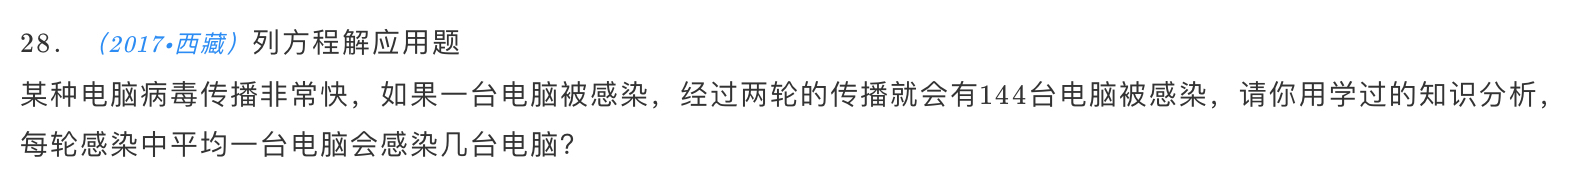 28. （2017•西藏）列方程解应用题
某种电脑病毒传播非常快，如果一台电脑被感染，经过两轮的传播就会有144台电脑被感染，请你用学过的知识分析，
每轮感染中平均一台电脑会感染几台电脑？